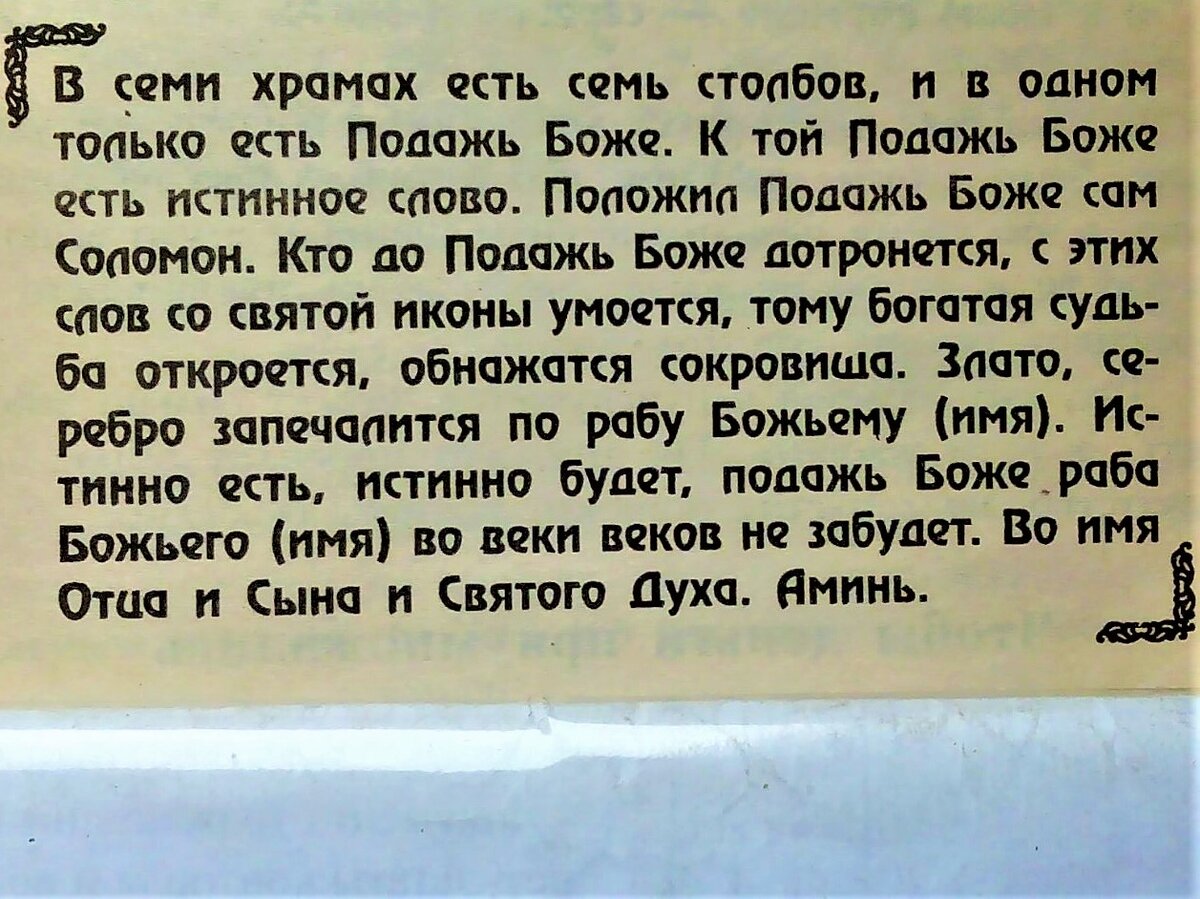 В семи храмах есть семь столбов, и в одном
только есть Подажь Боже. К той Подажь Боже
есть истинное слово. Положил Подажь Боже сам
Соломон. Кто до Подажь Боже дотронется, с этих
слов со святой иконы умоется, тому богатая судь-
ба откроется, обнажатся сокровища. Злато, се-
ребро запечалится по рабу Божьему (имя). Ис-
тинно есть, истинно будет, подажь Боже раба
Божьего (имя) во веки веков не забудет. Во имя
Отца и Сына и Святого Духа. Аминь.